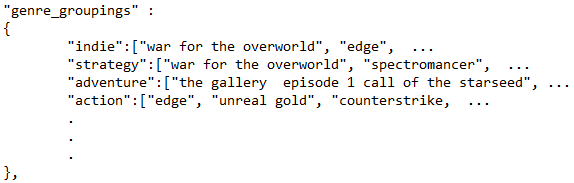 "genre_groupings" :
{
"indie":["war for the overworld", "edge", ...
"strategy":["war for the overworld", "spectromancer", ...
"adventure":["the gallery  episode 1 call of the starseed", ...
"action":["edge", "unreal gold", "counterstrike, ...
.
.
.
},